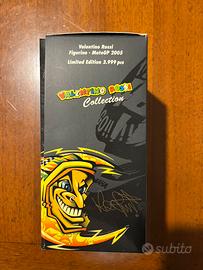 Valentino Rossi
Figurine - MotoGP 2005
Limited Edition 3.999 pcs
VALENTINO ROSSI
Collection
subito